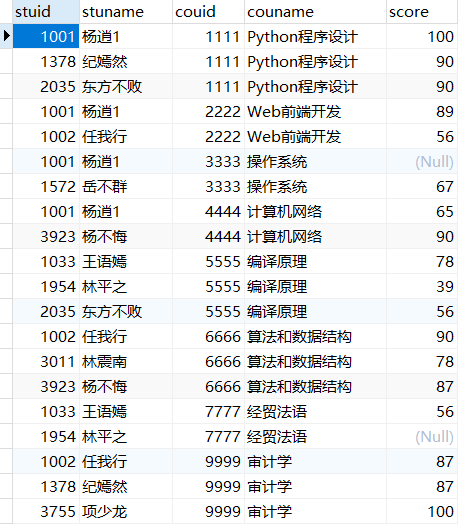 stuid stuname couid couname score
1001 杨逍1 1111 Python程序设计 100
1378 纪嫣然 1111 Python程序设计 90
2035 东方不败 1111 Python程序设计 90
1001 杨逍1 2222 Web前端开发 89
1002 任我行 2222 Web前端开发 56
1001 杨逍1 3333 操作系统 (Null)
1572 岳不群 3333 操作系统 67
1001 杨逍1 4444 计算机网络 65
3923 杨不悔 4444 计算机网络 90
1033 王语嫣 5555 编译原理 78
1954 林平之 5555 编译原理 39
2035 东方不败 5555 编译原理 56
1002 任我行 6666 算法和数据结构 90
3011 林震南 6666 算法和数据结构 78
3923 杨不悔 6666 算法和数据结构 87
1033 王语嫣 7777 经贸法语 56
1954 林平之 7777 经贸法语 (Null)
1002 任我行 9999 审计学 87
1378 纪嫣然 9999 审计学 87
3755 项少龙 9999 审计学 100